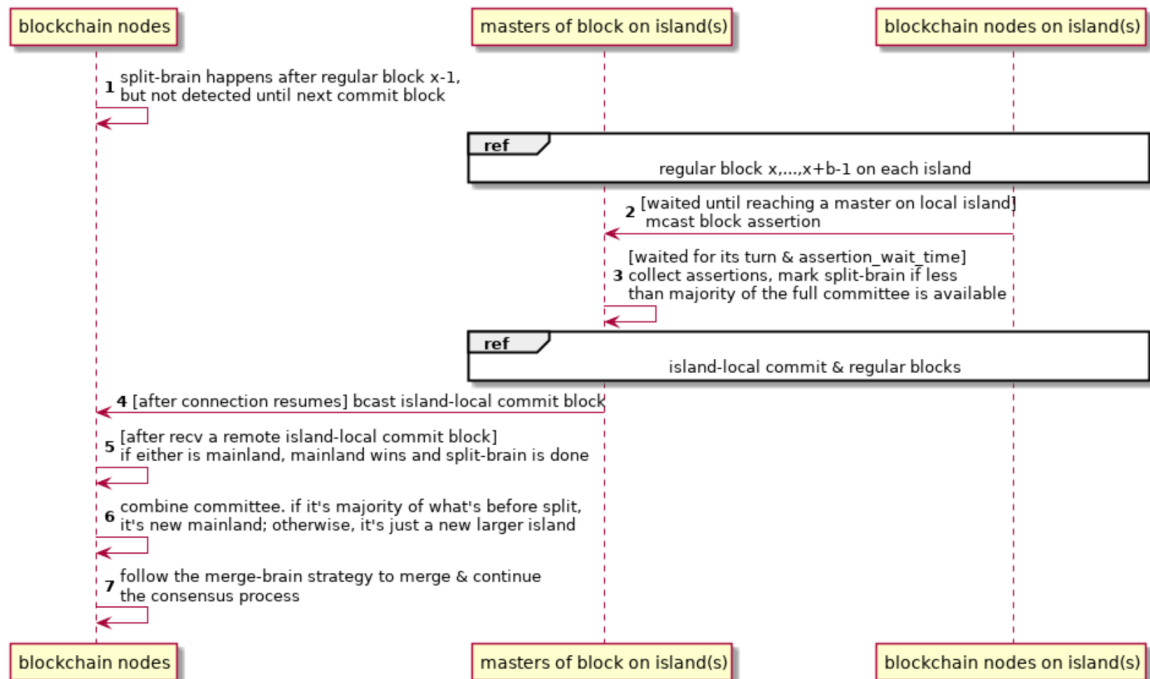 blockchain nodes
masters of block on island(s)
blockchain nodes on island(s)
1 split-brain happens after regular block x-1,
but not detected until next commit block
ref
regular block x,...,x+b-1 on each island
2 [waited until reaching a master on local island]
mcast block assertion
[waited for its turn & assertion_wait_time]
3 collect assertions, mark split-brain if less
than majority of the full committee is available
ref
island-local commit & regular blocks
4 [after connection resumes] bcast island-local commit block
5 [after recv a remote island-local commit block]
if either is mainland, mainland wins and split-brain is done
6 combine committee. if it's majority of what's before split,
it's new mainland; otherwise, it's just a new larger island
7 follow the merge-brain strategy to merge & continue
the consensus process
blockchain nodes
masters of block on island(s)
blockchain nodes on island(s)